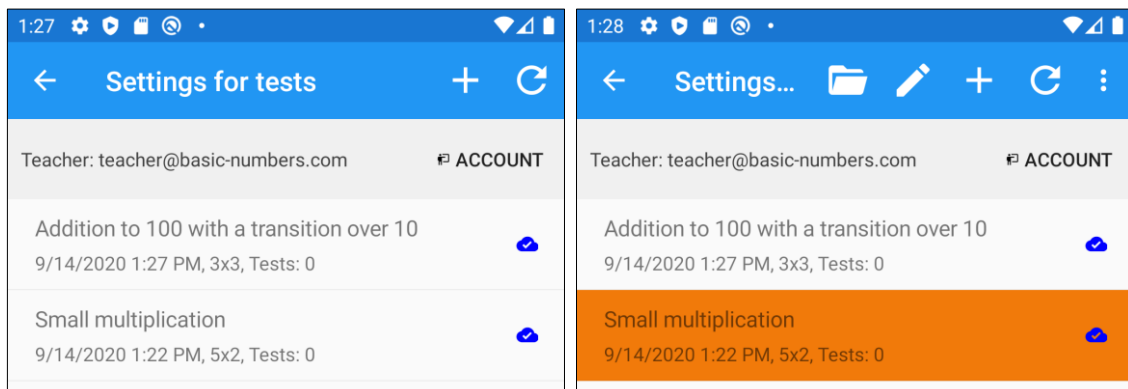 1:27
Settings for tests
Teacher: teacher@basic-numbers.com ACCOUNT
Addition to 100 with a transition over 10
9/14/2020 1:27 PM, 3x3, Tests: 0
Small multiplication
9/14/2020 1:22 PM, 5x2, Tests: 0
1:28
Settings...
Teacher: teacher@basic-numbers.com ACCOUNT
Addition to 100 with a transition over 10
9/14/2020 1:27 PM, 3x3, Tests: 0
Small multiplication
9/14/2020 1:22 PM, 5x2, Tests: 0